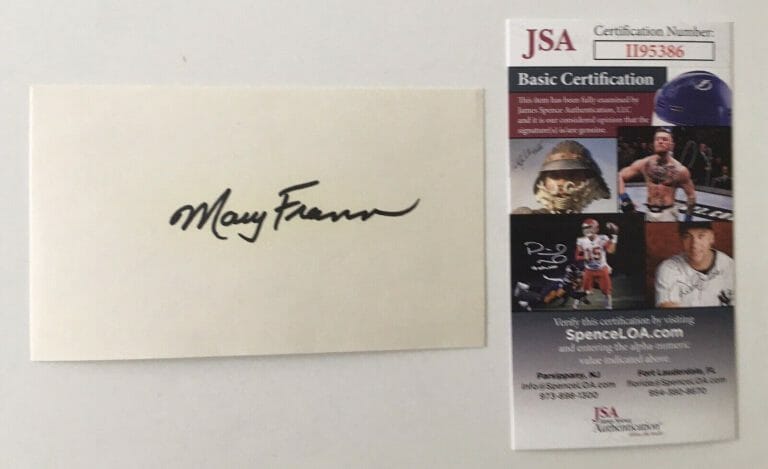 Mary Frann
JSA
Certification Number:
II95386
Basic Certification
This item has been fully examined by
James Spence Authentication, LLC
and it is our considered opinion that the
signature(s) is/are genuine.
15
Verify this certification by visiting
SpenceLOA.com
and entering the alpha numeric
value indicated above.
Parsippany, NJ
info@SpenceLOA.com
973-898-1300
Fort Lauderdale, FL
florida@SpenceLOA.com
954-380-8670
JSA
James Spence
Authentication